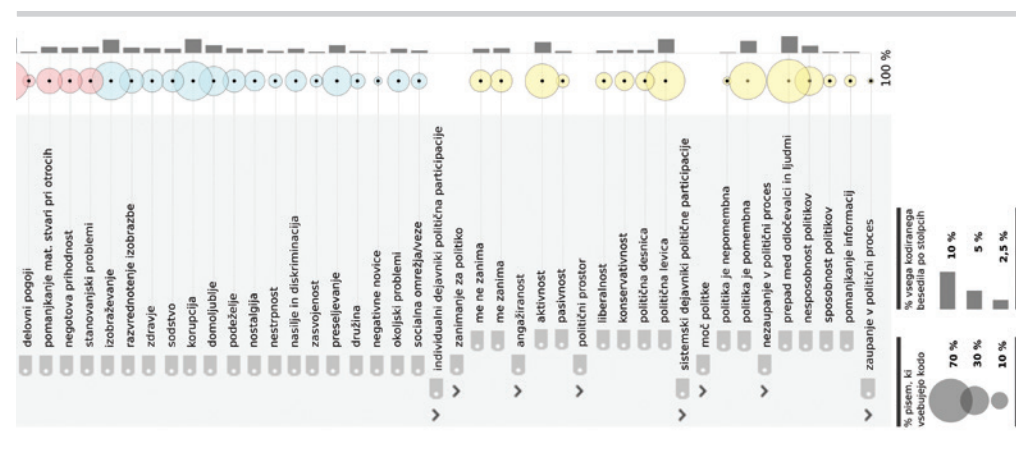 delovni pogoji
pomanjkanje mat. stvari pri otrocih
negotova prihodnost
stanovanjski problemi
izobraževanje
razvrednotenje izobrazbe
zdravje
sodstvo
korupcija
domoljublje
podeželje
nostalgija
nestrpnost
nasilje in diskriminacija
zasvojenost
preseljevanje
družina
negativne novice
okoljski problemi
socialna omrežja/veze
individualni dejavniki politična participacije
zanimanje za politiko
me ne zanima
me zanima
angažiranost
aktivnost
pasivnost
politični prostor
liberalnost
konservativnost
politična desnica
politična levica
sistemski dejavniki politične participacije
moč politke
politika je nepomembna
politika je pomembna
nezzaupanje v politični proces
prepad med odločevalci in ljudmi
nesposobnost politikov
sposobnost politikov
pomanjkanje informacij
zaupanje v politični proces
100 %
% vsega kodiranega
besedila po stolpcih
10 %
5 %
2,5 %
% pisem, ki
vsebujejo kodo
70 %
30 %
10 %